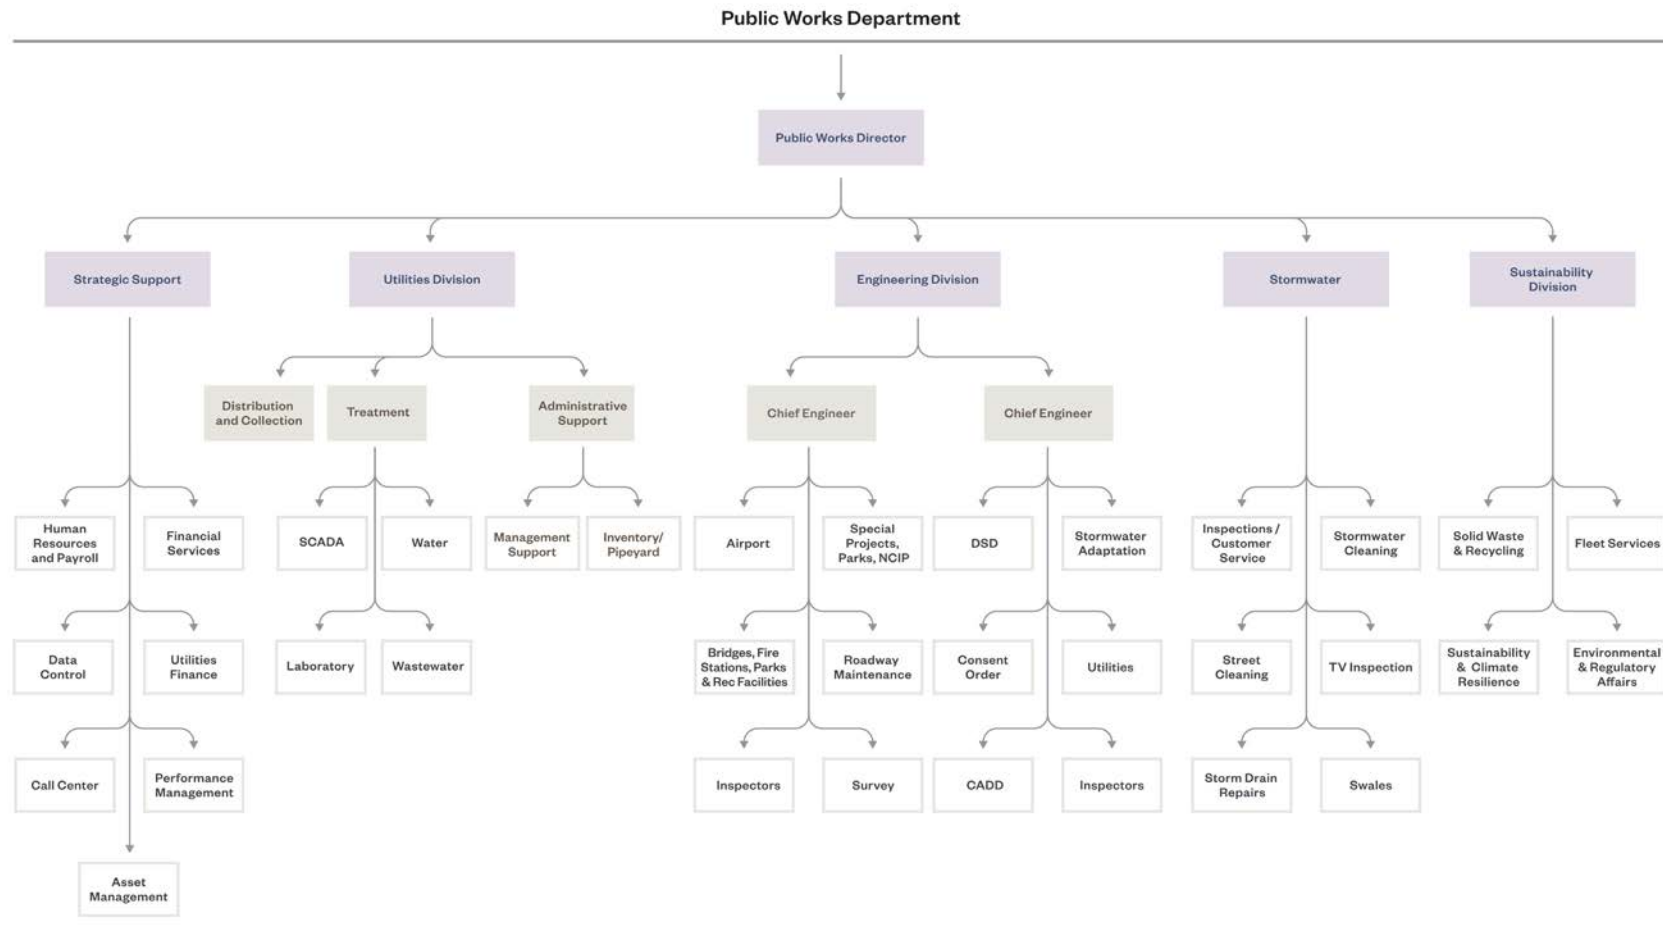 Public Works Department
Public Works Director
Strategic Support
Utilities Division
Engineering Division
Stormwater
Sustainability
Division
Distribution
and Collection
Treatment
Administrative
Support
Chief Engineer
Chief Engineer
Human
Resources
and Payroll
Financial
Services
SCADA
Water
Management
Support
Inventory/
Pipeyard
Airport
Special
Projects,
Parks, NCIP
DSD
Stormwater
Adaptation
Inspections /
Customer
Service
Stormwater
Cleaning
Solid Waste
& Recycling
Fleet Services
Data
Control
Utilities
Finance
Laboratory
Wastewater
Bridges, Fire
Stations, Parks
& Rec Facilities
Roadway
Maintenance
Consent
Order
Utilities
Street
Cleaning
TV Inspection
Sustainability
& Climate
Resilience
Environmental
& Regulatory
Affairs
Call Center
Performance
Management
Inspectors
Survey
CADD
Inspectors
Storm Drain
Repairs
Swales
Asset
Management